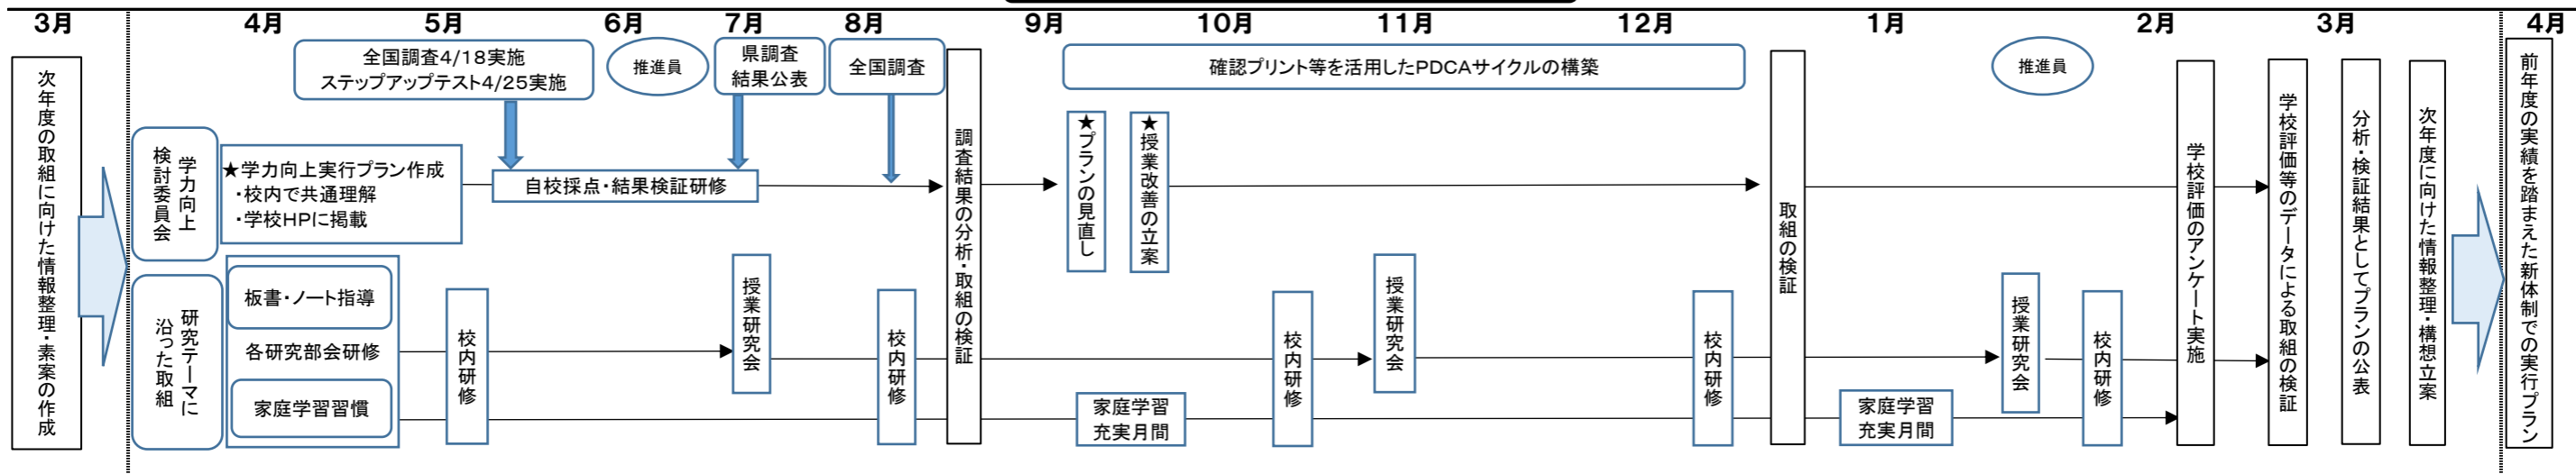 3月
4月
5月
6月
7月
8月
9月
10月
11月
12月
1月
2月
3月
4月
次年度の取組に向けた情報整理・素案の作成
全国調査4/18実施
ステップアップテスト4/25実施
推進員
県調査
結果公表
全国調査
確認プリント等を活用したPDCAサイクルの構築
推進員
学力向上
検討委員会
★学力向上実行プラン作成
・校内で共通理解
・学校HPに掲載
自校採点・結果検証研修
調査結果の分析・取組の検証
★プランの見直し
★授業改善の立案
取組の検証
学校評価のアンケート実施
学校評価等のデータによる取組の検証
分析・検証結果としてプランの公表
次年度に向けた情報整理・構想立案
前年度の実績を踏まえた新体制での実行プラン
研究テーマに
沿った取組
板書・ノート指導
各研究部会研修
家庭学習習慣
校内研修
授業研究会
校内研修
家庭学習
充実月間
校内研修
授業研究会
校内研修
家庭学習
充実月間
授業研究会
校内研修